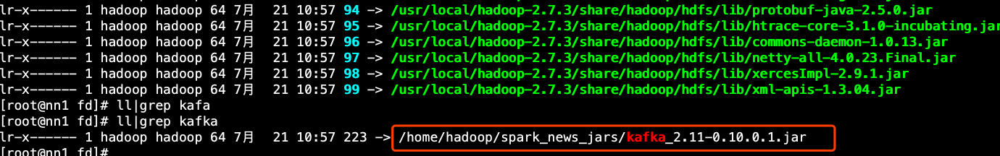 lr-x------ 1 hadoop hadoop 64 7月  21 10:57 94 -> /usr/local/hadoop-2.7.3/share/hadoop/hdfs/lib/protobuf-java-2.5.0.jar
lr-x------ 1 hadoop hadoop 64 7月  21 10:57 95 -> /usr/local/hadoop-2.7.3/share/hadoop/hdfs/lib/htrace-core-3.1.0-incubating.jar
lr-x------ 1 hadoop hadoop 64 7月  21 10:57 96 -> /usr/local/hadoop-2.7.3/share/hadoop/hdfs/lib/commons-daemon-1.0.13.jar
lr-x------ 1 hadoop hadoop 64 7月  21 10:57 97 -> /usr/local/hadoop-2.7.3/share/hadoop/hdfs/lib/netty-all-4.0.23.Final.jar
lr-x------ 1 hadoop hadoop 64 7月  21 10:57 98 -> /usr/local/hadoop-2.7.3/share/hadoop/hdfs/lib/xercesImpl-2.9.1.jar
lr-x------ 1 hadoop hadoop 64 7月  21 10:57 99 -> /usr/local/hadoop-2.7.3/share/hadoop/hdfs/lib/xml-apis-1.3.04.jar
[root@nn1 fd]# ll|grep kafa
[root@nn1 fd]# ll|grep kafka
lr-x------ 1 hadoop hadoop 64 7月  21 10:57 223 -> /home/hadoop/spark_news_jars/kafka_2.11-0.10.0.1.jar
[root@nn1 fd]#